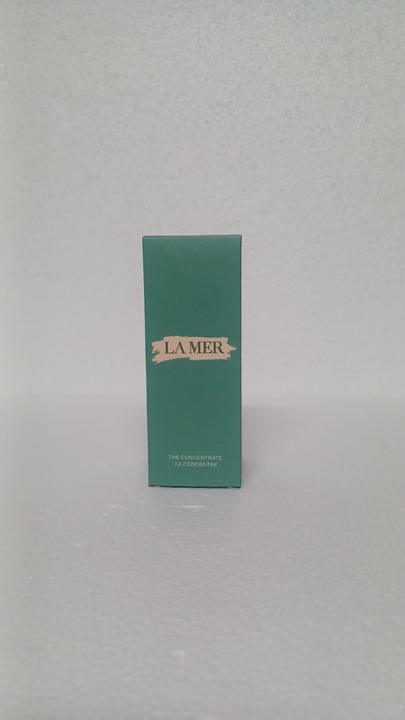 LA MER
THE CONCENTRATE
LE CONCENTRÉ